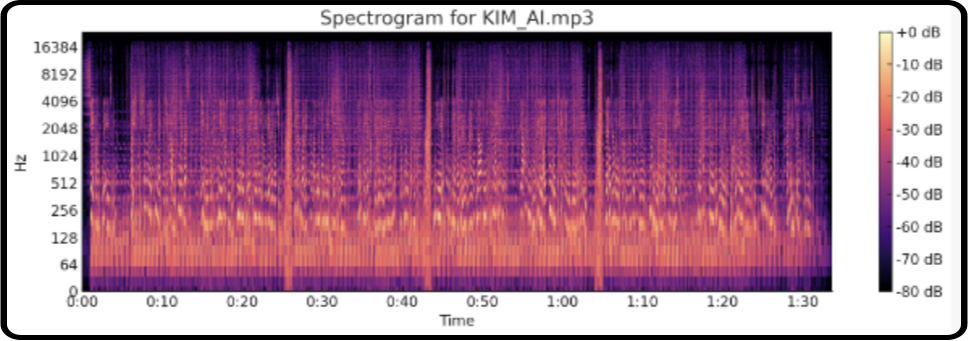 Spectrogram for KIM_AI.mp3
16384
8192
4096
2048
1024
512
256
128
64
0
Hz
0:00 0:10 0:20 0:30 0:40 0:50 1:00 1:10 1:20 1:30
Time
+0 dB
-10 dB
-20 dB
-30 dB
-40 dB
-50 dB
-60 dB
-70 dB
-80 dB